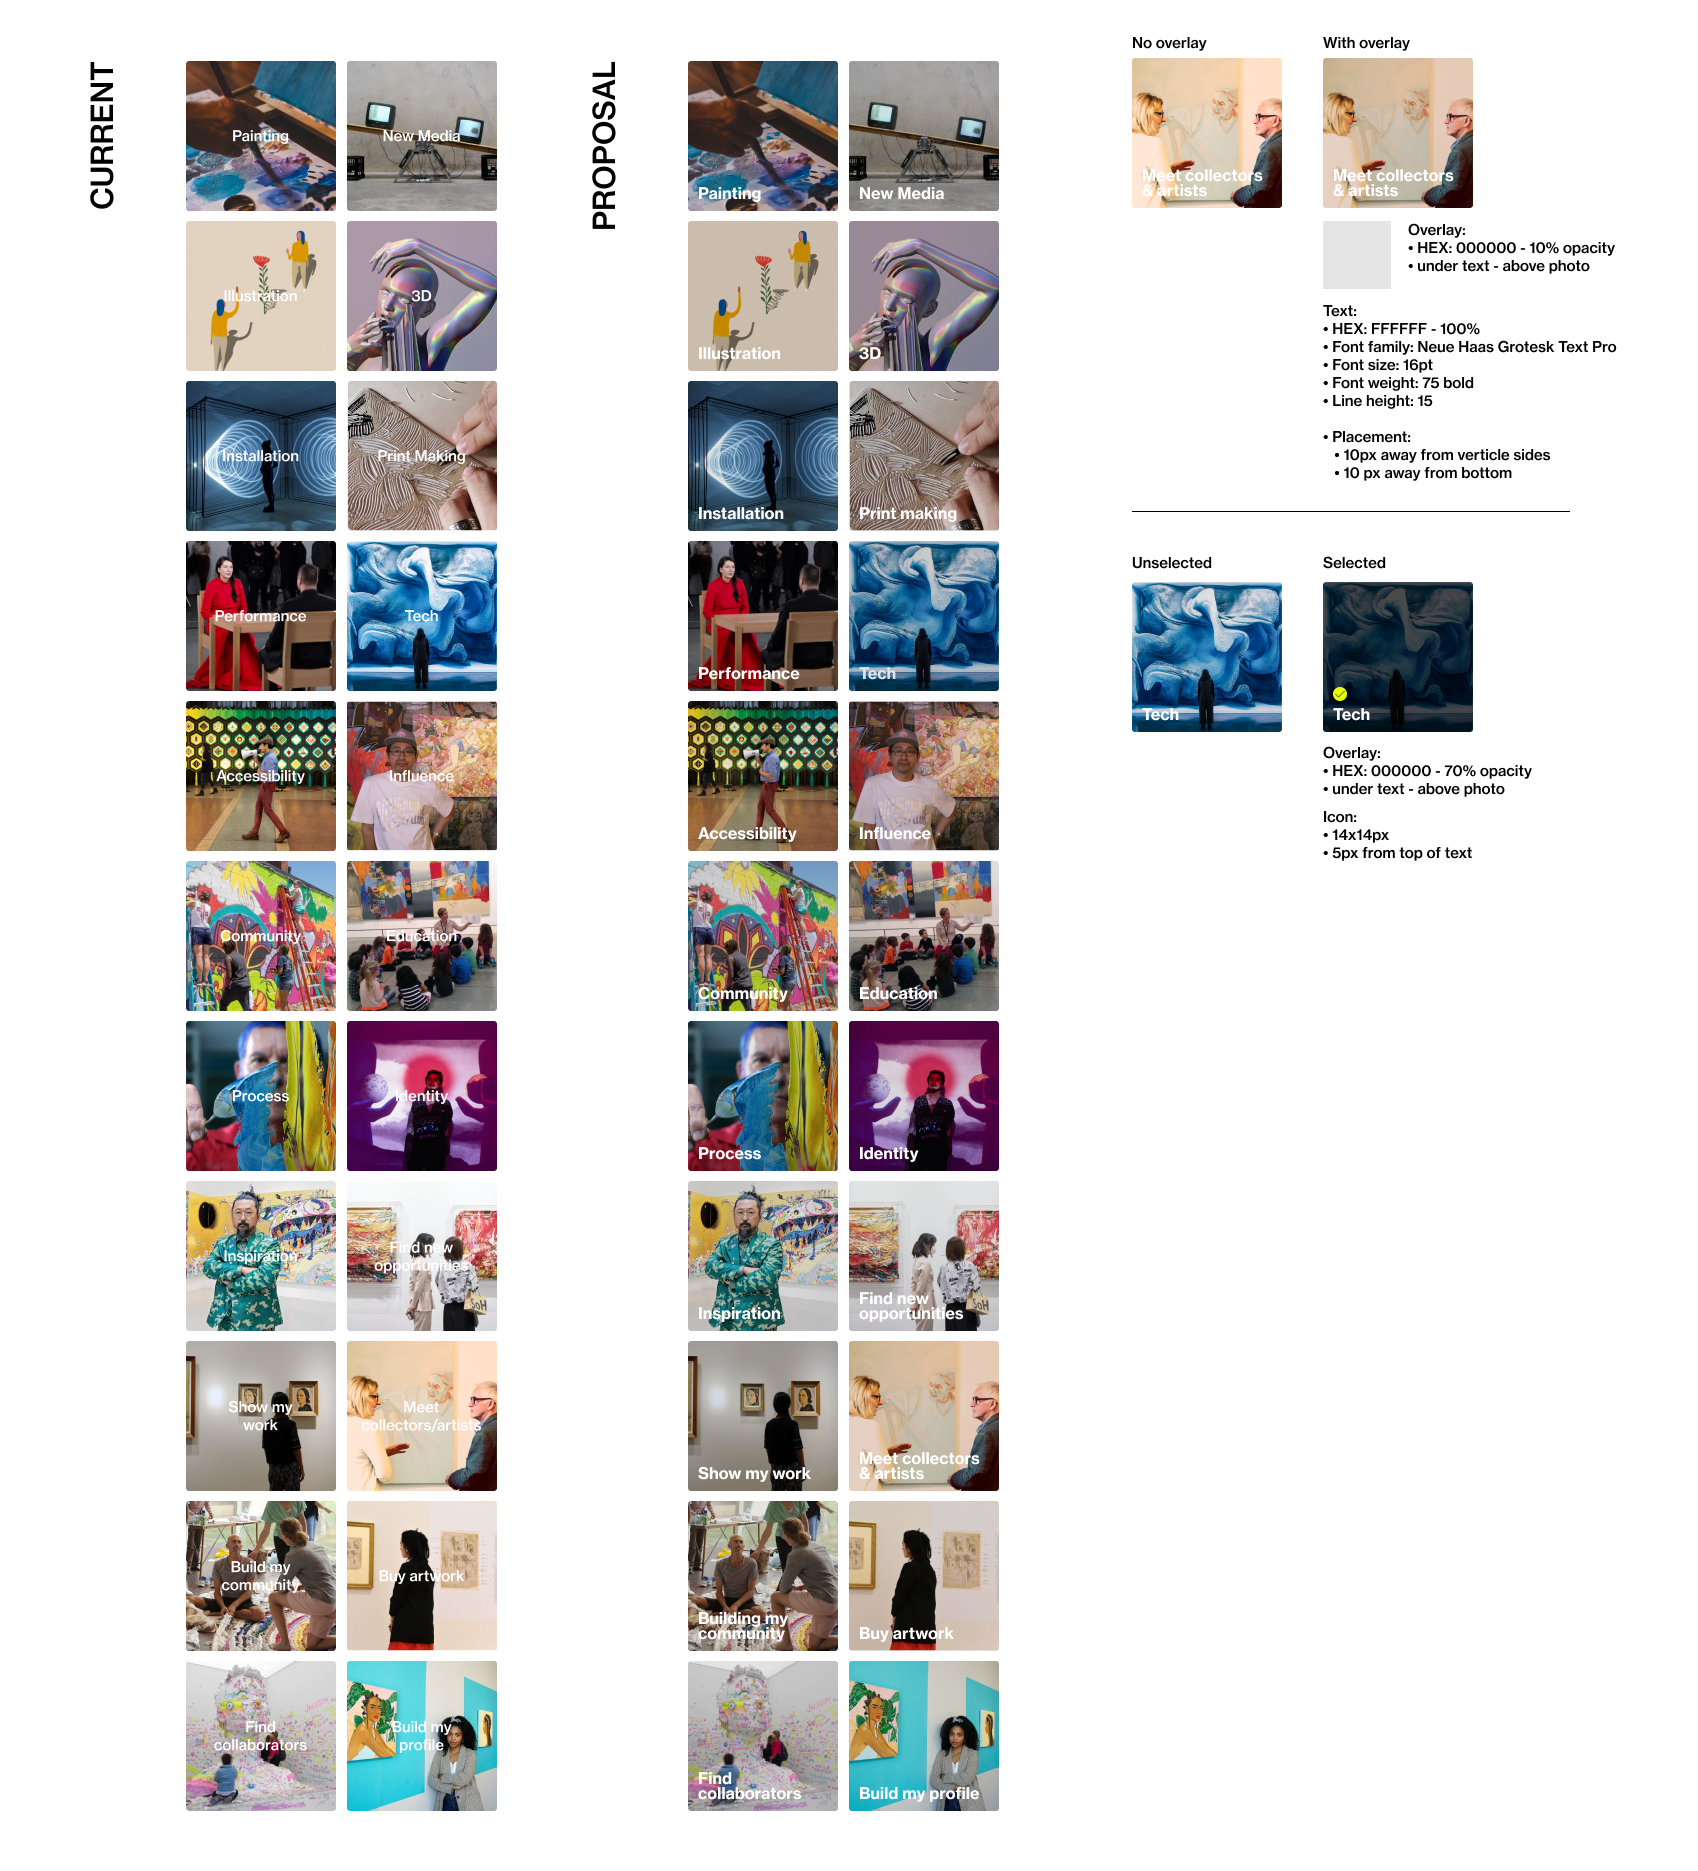 CURRENT
Painting
New Media
Illustration
3D
Installation
Print Making
Performance
Tech
Accessibility
Influence
Community
Education
Process
Identity
Inspiration
Find new
opportunities
Show my
work
Meet
collectors/artists
Build my
community
Buy artwork
Find
collaborators
Build my
profile
PROPOSAL
Painting
New Media
Illustration
3D
Installation
Print making
Performance
Tech
Accessibility
Influence
Community
Education
Process
Identity
Inspiration
Find new
opportunities
SoH
Show my work
Meet collectors
& artists
Building my
community
Buy artwork
Find
collaborators
Build my profile
No overlay
Meet collectors
& artists
With overlay
Meet collectors
& artists
Overlay:
• HEX: 000000 - 10% opacity
• under text - above photo
Text:
• HEX: FFFFFF - 100%
• Font family: Neue Haas Grotesk Text Pro
• Font size: 16pt
• Font weight: 75 bold
• Line height: 15
• Placement:
• 10px away from verticle sides
• 10 px away from bottom
Unselected
Tech
Selected
Tech
Overlay:
• HEX: 000000 - 70% opacity
• under text - above photo
Icon:
• 14x14px
• 5px from top of text